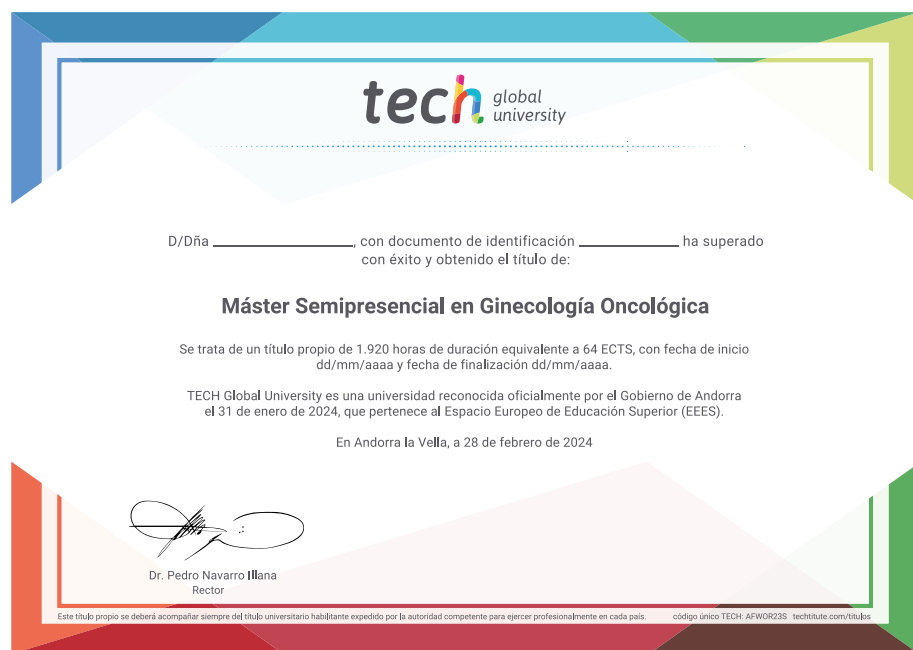 tech global university
D/Dña ____________________, con documento de identificación ______________ ha superado
con éxito y obtenido el título de:
Máster Semipresencial en Ginecología Oncológica
Se trata de un título propio de 1.920 horas de duración equivalente a 64 ECTS, con fecha de inicio
dd/mm/aaaa y fecha de finalización dd/mm/aaaa.
TECH Global University es una universidad reconocida oficialmente por el Gobierno de Andorra
el 31 de enero de 2024, que pertenece al Espacio Europeo de Educación Superior (EEES).
En Andorra la Vella, a 28 de febrero de 2024
Dr. Pedro Navarro Illana
Rector
Este título propio se deberá acompañar siempre del título universitario habilitante expedido por la autoridad competente para ejercer profesionalmente en cada país. código único TECH: AFWOR23S techtitute.com/titulos